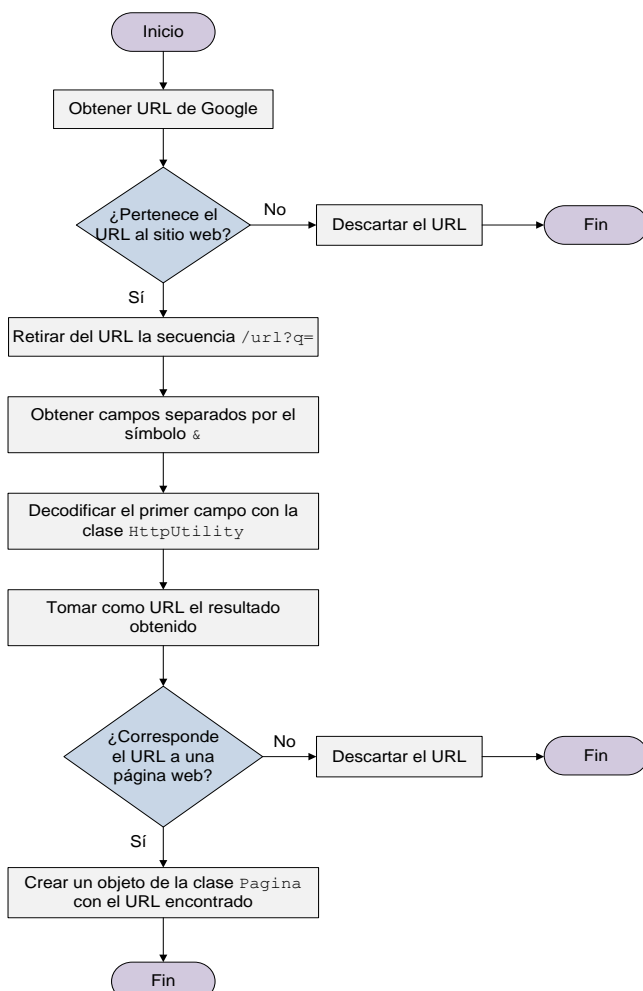 Inicio
Obtener URL de Google
¿Pertenece el
URL al sitio web?
No
Descartar el URL
Fin
Sí
Retirar del URL la secuencia /url?q=
Obtener campos separados por el
símbolo &
Decodificar el primer campo con la
clase HttpUtility
Tomar como URL el resultado
obtenido
¿Corresponde
el URL a una
página web?
No
Descartar el URL
Fin
Sí
Crear un objeto de la clase Pagina
con el URL encontrado
Fin